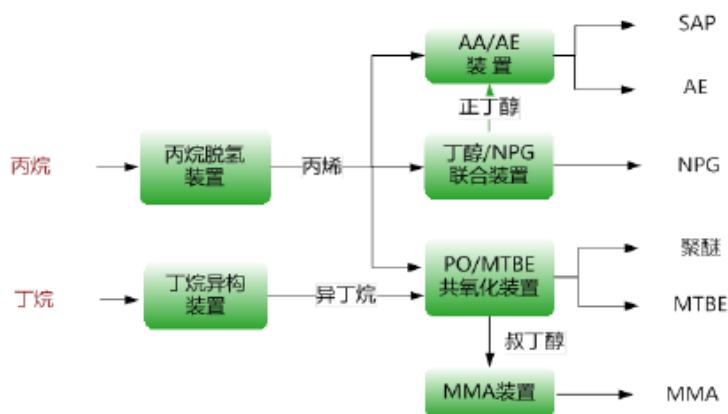 AA/AE
装 置
SAP
AE
正丁醇
丙烷
丙烷脱氢
装置
丙烯
丁醇/NPG
联合装置
NPG
丁烷
丁烷异构
装置
异丁烷
PO/MTBE
共氧化装置
聚醚
MTBE
叔丁醇
MMA装置
MMA